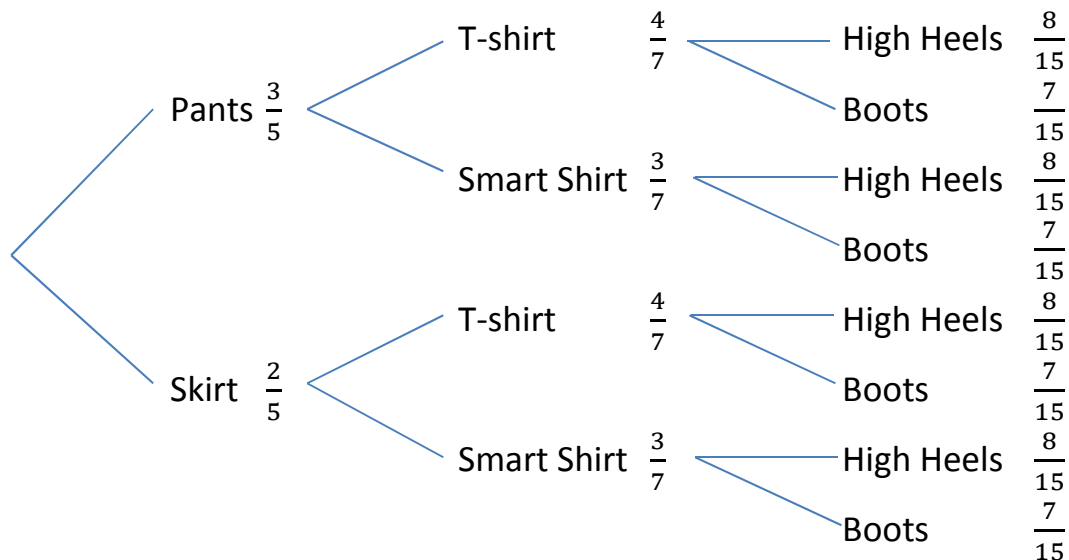 T-shirt 4/7 High Heels 8/15
Pants 3/5 Boots 7/15
Smart Shirt 3/7 High Heels 8/15
Boots 7/15
T-shirt 4/7 High Heels 8/15
Skirt 2/5 Boots 7/15
Smart Shirt 3/7 High Heels 8/15
Boots 7/15